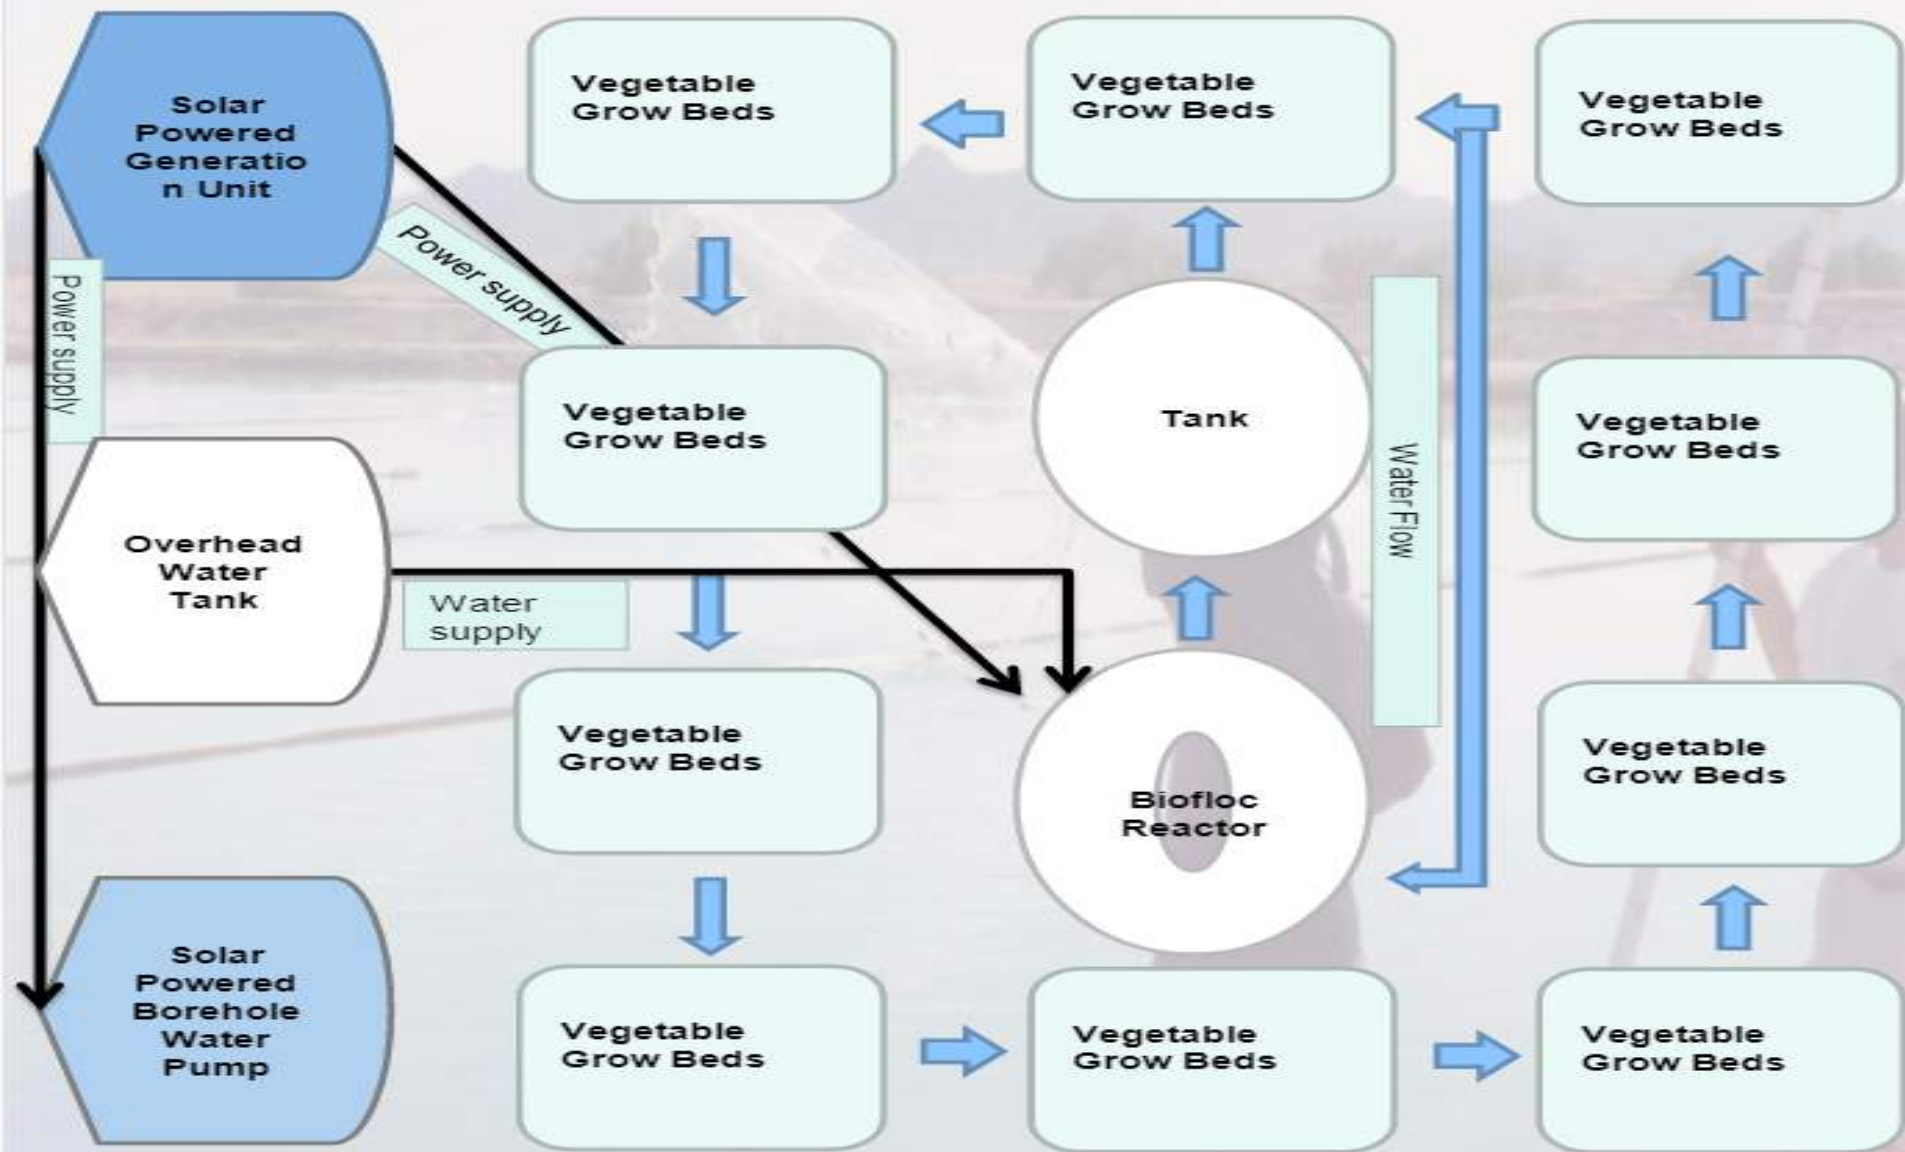 Solar
Powered
Generatio
n Unit
Vegetable
Grow Beds
Vegetable
Grow Beds
Vegetable
Grow Beds
Power supply
Power supply
Vegetable
Grow Beds
Tank
Water Flow
Vegetable
Grow Beds
Overhead
Water
Tank
Water
supply
Vegetable
Grow Beds
Biofloc
Reactor
Vegetable
Grow Beds
Solar
Powered
Borehole
Water
Pump
Vegetable
Grow Beds
Vegetable
Grow Beds
Vegetable
Grow Beds